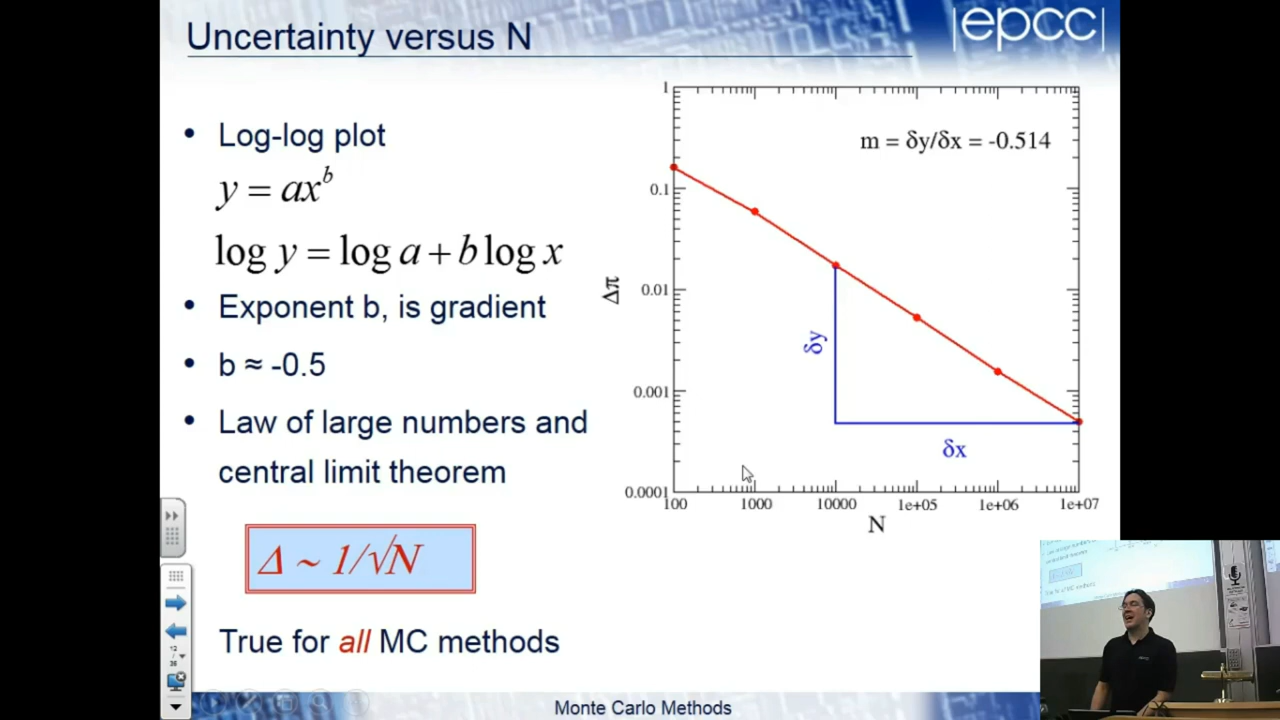 Uncertainty versus N
|epcc|
• Log-log plot
y = ax^b
log y = log a + b log x
• Exponent b, is gradient
• b ≈ -0.5
• Law of large numbers and
central limit theorem
Δ ~ 1/√N
True for all MC methods
m = δy/δx = -0.514
1
0.1
0.01
0.001
0.0001
Δπ
δy
δx
100 1000 10000 1e+05 1e+06 1e+07
N
12
/
36
Monte Carlo Methods